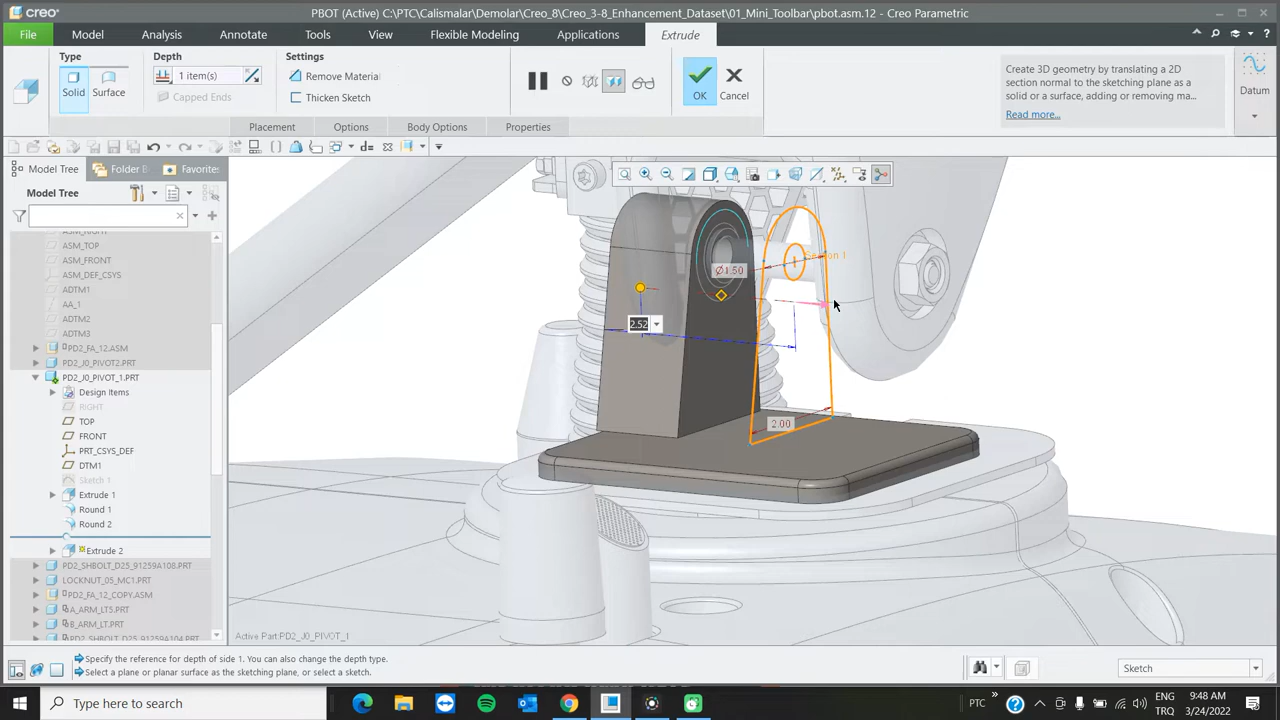 creo®
PBOT (Active) C:\PTC\Calismalar\Demolar\Creo_8\Creo_3-8_Enhancement_Dataset\01_Mini_Toolbar\pbot.asm.12 - Creo Parametric
File Model Analysis Annotate Tools View Flexible Modeling Applications Extrude
Type Depth Settings
Solid Surface 1 item(s) Remove Material
Capped Ends Thicken Sketch
OK Cancel
Create 3D geometry by translating a 2D
section normal to the sketching plane as a
solid or a surface, adding or removing ma...
Read more...
Datum
Placement Options Body Options Properties
Model Tree Folder B Favorites
Model Tree
ASM_RIGHT
ASM_TOP
ASM_FRONT
ASM_DEF_CSYS
ADTM1
AA_1
ADTM2
ADTM3
PD2_FA_12.ASM
PD2_J0_PIVOT2.PRT
PD2_J0_PIVOT_1.PRT
Design Items
RIGHT
TOP
FRONT
PRT_CSYS_DEF
DTM1
Sketch 1
Extrude 1
Round 1
Round 2
Extrude 2
PD2_SHBOLT_D25_91259A108.PRT
LOCKNUT_05_MC1.PRT
PD2_FA_12_COPY.ASM
A_ARM_LT5.PRT
B_ARM_LT.PRT
PD2_SHBOLT_D25_91259A104.PRT
Section 1
Ø1.50
2.52
2.00
Active Part:PD2_J0_PIVOT_1
Specify the reference for depth of side 1. You can also change the depth type.
Select a plane or planar surface as the sketching plane, or select a sketch.
Sketch
Type here to search
PTC
ENG
TRQ
9:48 AM
3/24/2022